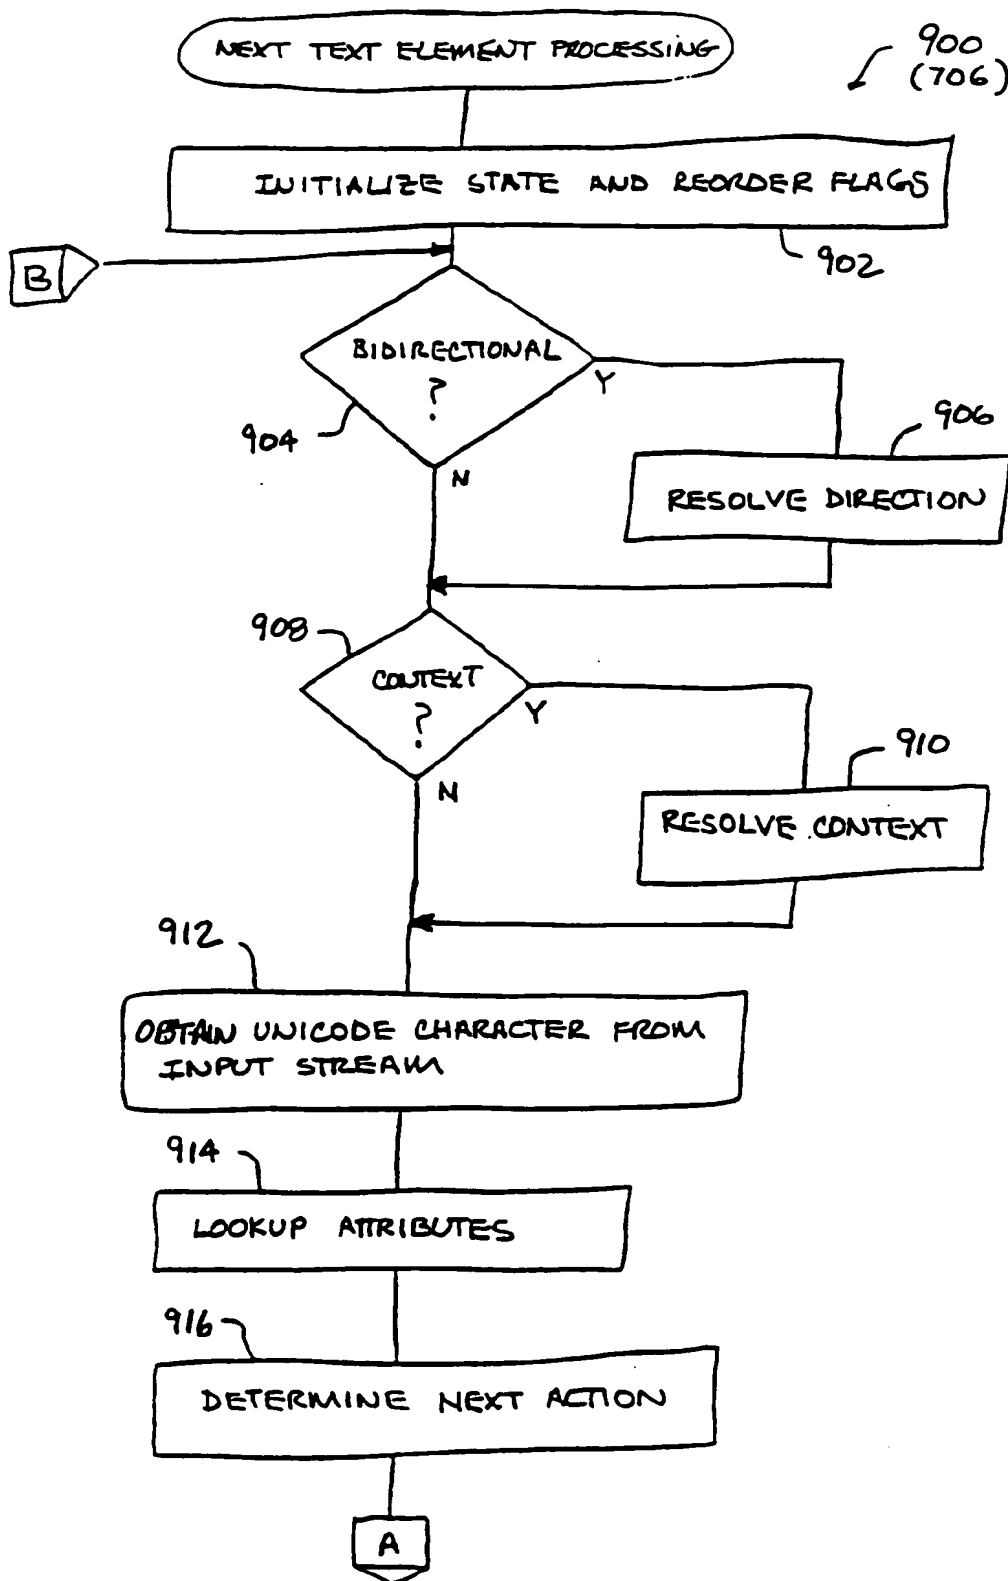 NEXT TEXT ELEMENT PROCESSING
900
(706)
INITIALIZE STATE AND REORDER FLAGS
902
B
BIDIRECTIONAL
?
Y
904
N
906
RESOLVE DIRECTION
908
CONTEXT
?
Y
N
910
RESOLVE CONTEXT
912
OBTAIN UNICODE CHARACTER FROM
INPUT STREAM
914
LOOKUP ATTRIBUTES
916
DETERMINE NEXT ACTION
A